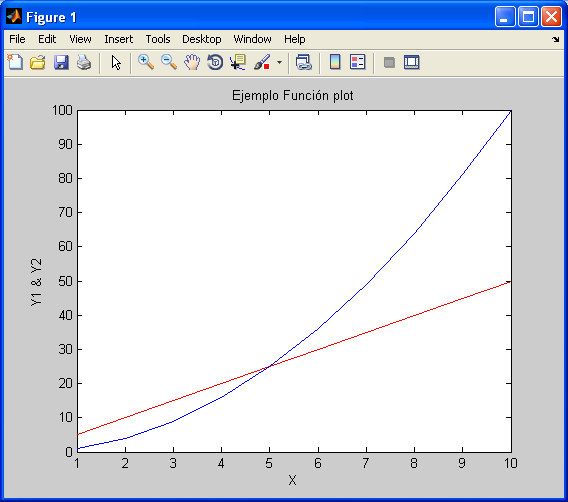 Figure 1
File Edit View Insert Tools Desktop Window Help
Ejemplo Función plot
100
90
80
70
60
50
40
30
20
10
0
Y1 & Y2
1 2 3 4 5 6 7 8 9 10
X